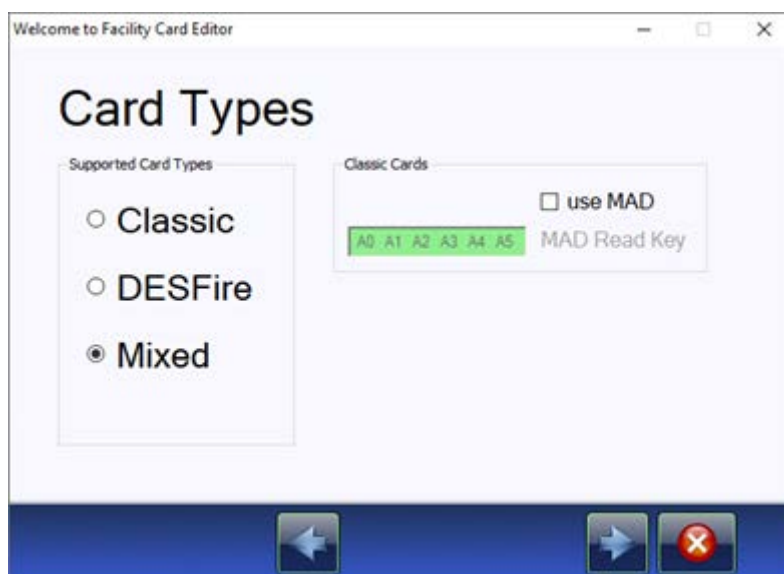 Welcome to Facility Card Editor
Card Types
Supported Card Types
Classic
DESFire
Mixed
Classic Cards
use MAD
A0 A1 A2 A3 A4 A5
MAD Read Key